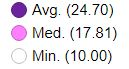 Avg. (24.70)
Med. (17.81)
Min. (10.00)